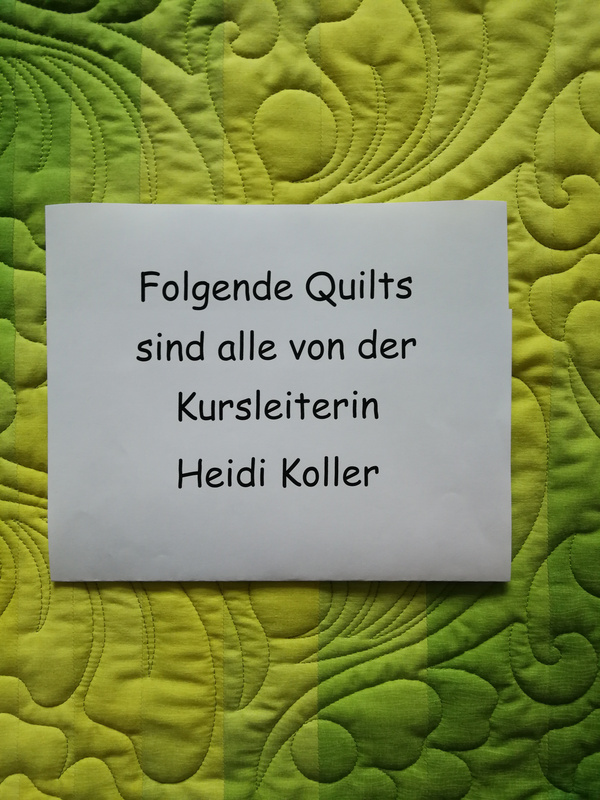 Folgende Quilts
sind alle von der
Kursleiterin
Heidi Koller